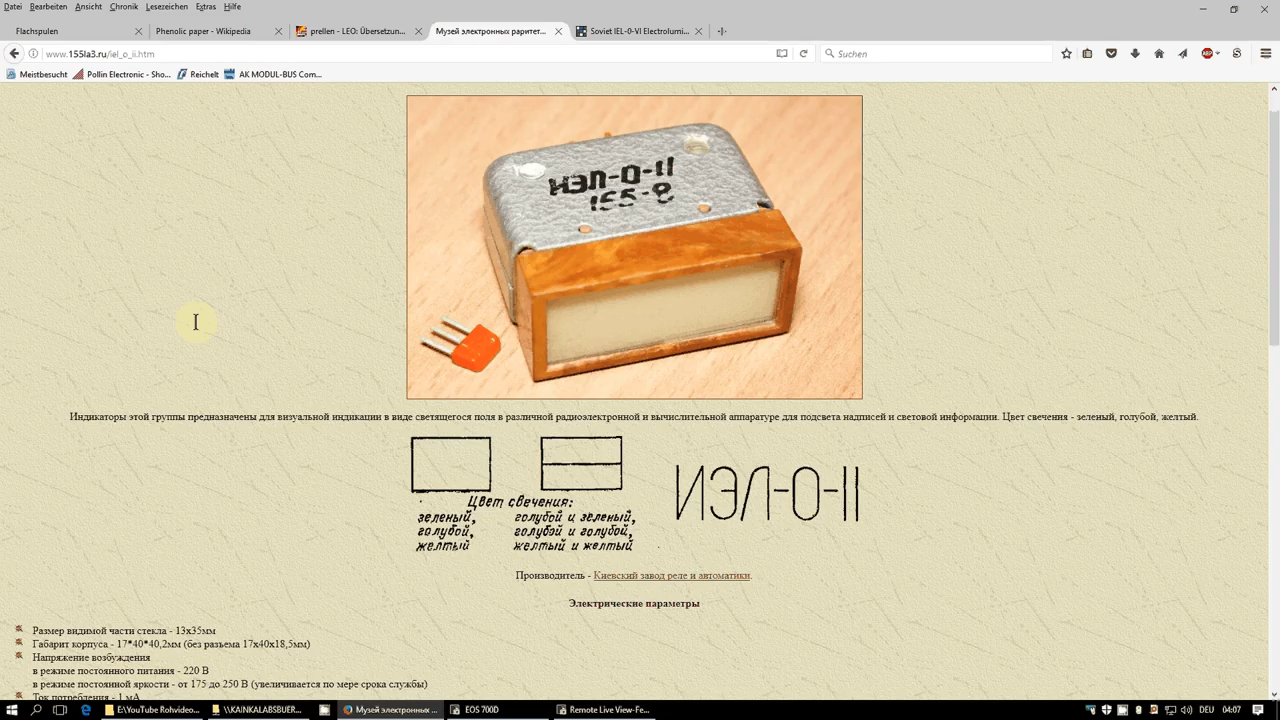 Datei Bearbeiten Ansicht Chronik Lesezeichen Extras Hilfe
Flachspulen
Phenolic paper - Wikipedia
prellen - LEO: Übersetzun...
Музей электронных раритет...
Soviet IEL-0-VI Electrolumi...
www.155la3.ru/iel_o_ii.htm
Suchen
ABP
Meistbesucht Pollin Electronic - Sho... Reichelt AK MODUL-BUS Com...
ИЭЛ-О-II
155-8
Индикаторы этой группы предназначены для визуальной индикации в виде светящегося поля в различной радиоэлектронной и вычислительной аппаратуре для подсвета надписей и световой информации. Цвет свечения - зеленый, голубой, желтый.
Цвет свечения:
зеленый, голубой и зеленый,
голубой, голубой и голубой,
желтый желтый и желтый
ИЭЛ-О-II
Производитель - Киевский завод реле и автоматики.
Электрические параметры
Размер видимой части стекла - 13х35мм
Габарит корпуса - 17*40*40,2мм (без разъема 17х40х18,5мм)
Напряжение возбуждения
в режиме постоянного питания - 220 В
в режиме постоянной яркости - от 175 до 250 В (увеличивается по мере срока службы)
Ток потребления - 1 мА
E:\YouTube Rohvideo... \\KAINKALABSBUER... Музей электронных ... EOS 700D Remote Live View-Fe... DEU 04:07